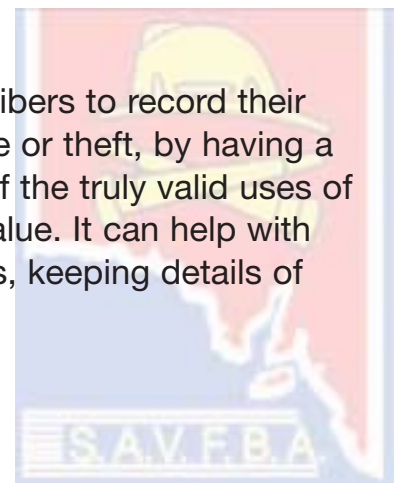 ibers to record their
e or theft, by having a
f the truly valid uses of
alue. It can help with
s, keeping details of
S.A.V.F.B.A.